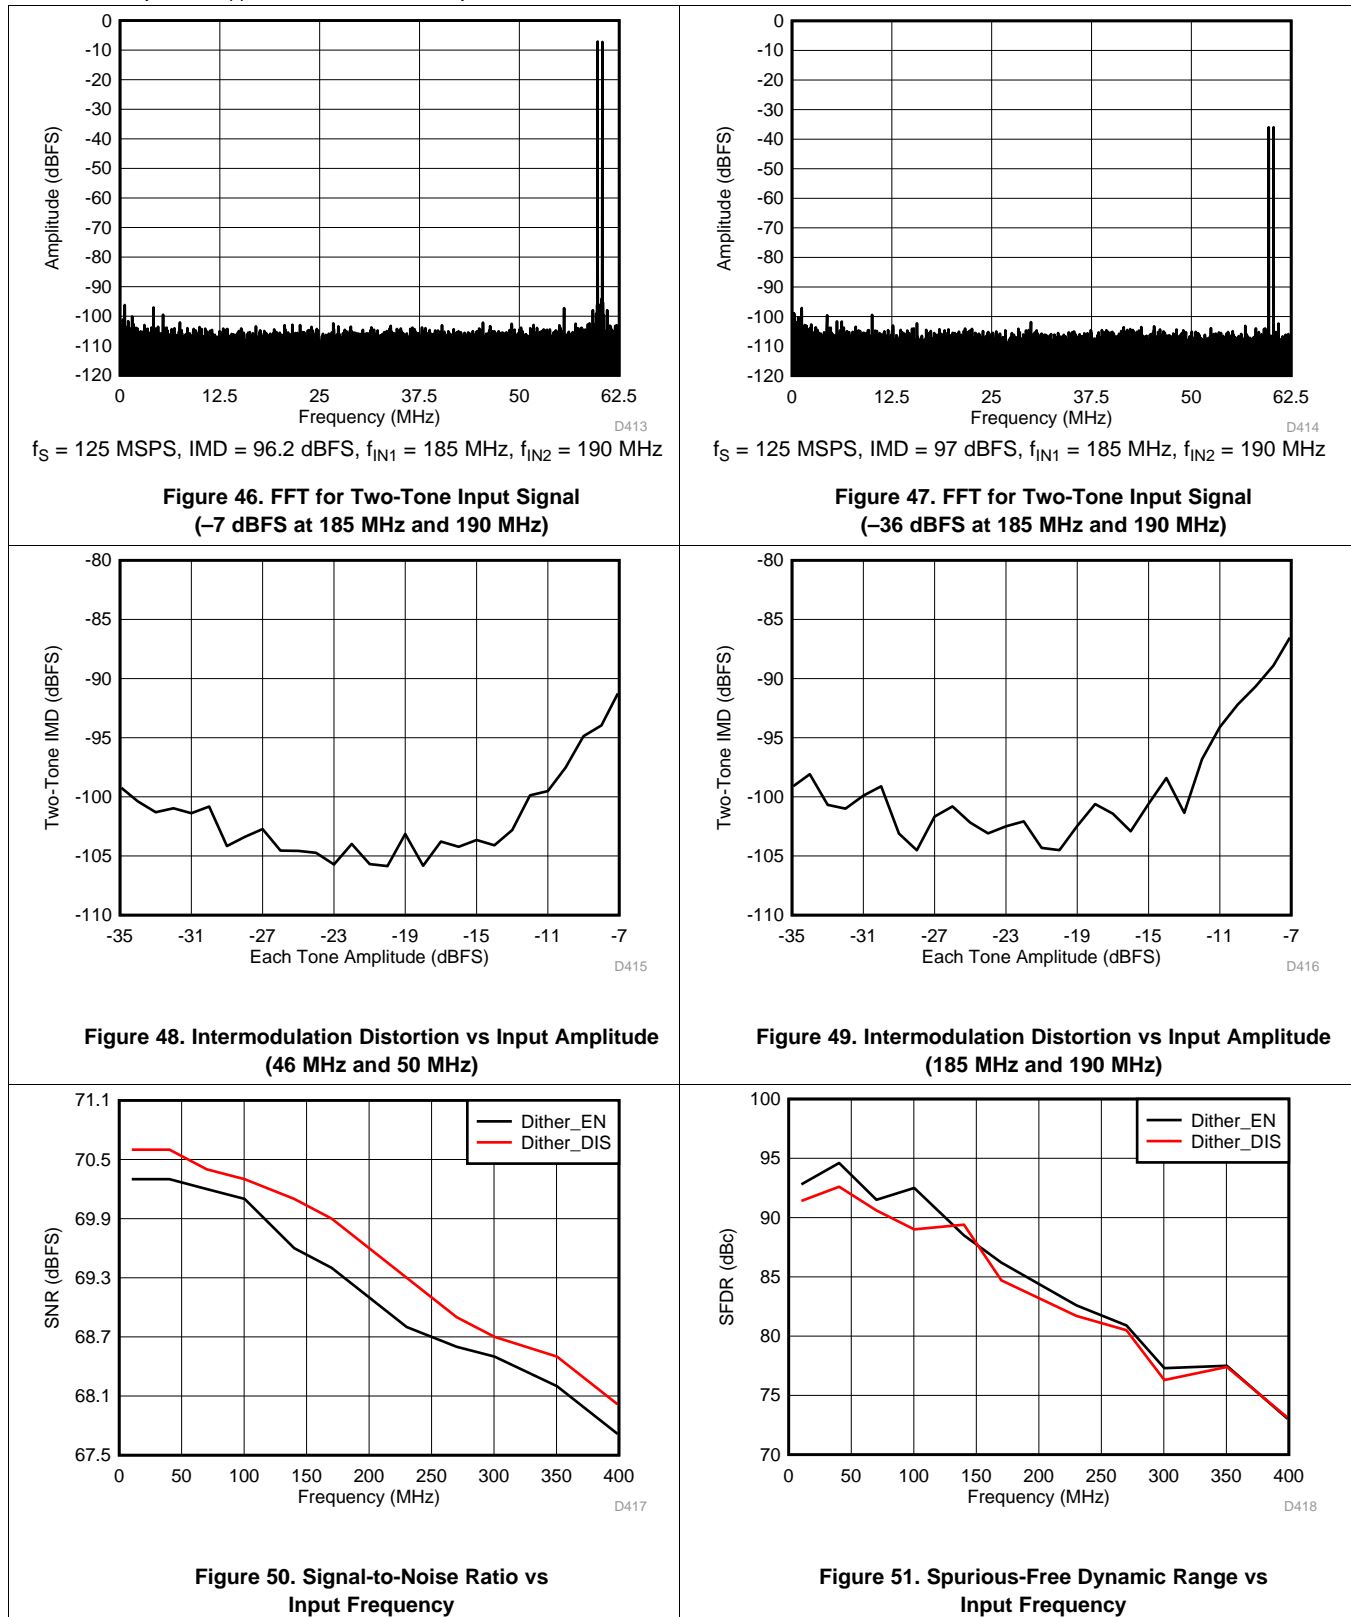 0
-10
-20
-30
-40
-50
-60
-70
-80
-90
-100
-110
-120
Amplitude (dBFS)
0 12.5 25 37.5 50 62.5
Frequency (MHz)
D413
fS = 125 MSPS, IMD = 96.2 dBFS, fIN1 = 185 MHz, fIN2 = 190 MHz
Figure 46. FFT for Two-Tone Input Signal
(–7 dBFS at 185 MHz and 190 MHz)
0
-10
-20
-30
-40
-50
-60
-70
-80
-90
-100
-110
-120
Amplitude (dBFS)
0 12.5 25 37.5 50 62.5
Frequency (MHz)
D414
fS = 125 MSPS, IMD = 97 dBFS, fIN1 = 185 MHz, fIN2 = 190 MHz
Figure 47. FFT for Two-Tone Input Signal
(–36 dBFS at 185 MHz and 190 MHz)
-80
-85
-90
-95
-100
-105
-110
Two-Tone IMD (dBFS)
-35 -31 -27 -23 -19 -15 -11 -7
Each Tone Amplitude (dBFS)
D415
Figure 48. Intermodulation Distortion vs Input Amplitude
(46 MHz and 50 MHz)
-80
-85
-90
-95
-100
-105
-110
Two-Tone IMD (dBFS)
-35 -31 -27 -23 -19 -15 -11 -7
Each Tone Amplitude (dBFS)
D416
Figure 49. Intermodulation Distortion vs Input Amplitude
(185 MHz and 190 MHz)
71.1
70.5
69.9
69.3
68.7
68.1
67.5
SNR (dBFS)
Dither_EN
Dither_DIS
0 50 100 150 200 250 300 350 400
Frequency (MHz)
D417
Figure 50. Signal-to-Noise Ratio vs
Input Frequency
100
95
90
85
80
75
70
SFDR (dBc)
Dither_EN
Dither_DIS
0 50 100 150 200 250 300 350 400
Frequency (MHz)
D418
Figure 51. Spurious-Free Dynamic Range vs
Input Frequency